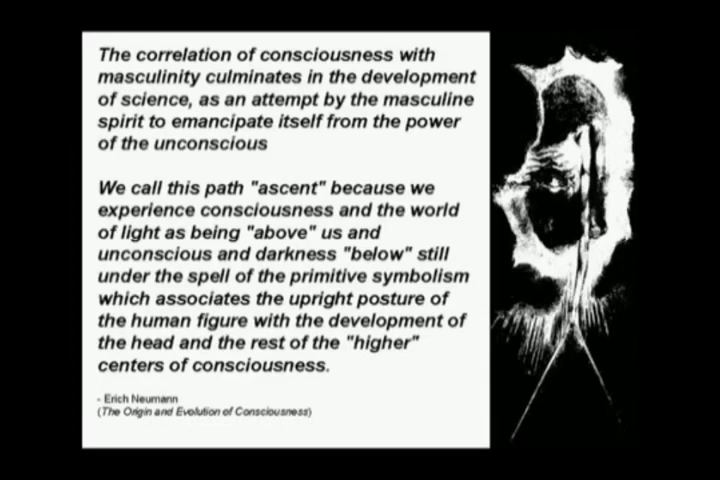 The correlation of consciousness with
masculinity culminates in the development
of science, as an attempt by the masculine
spirit to emancipate itself from the power
of the unconscious
We call this path "ascent" because we
experience consciousness and the world
of light as being "above" us and
unconscious and darkness "below" still
under the spell of the primitive symbolism
which associates the upright posture of
the human figure with the development of
the head and the rest of the "higher"
centers of consciousness.
- Erich Neumann
(The Origin and Evolution of Consciousness)